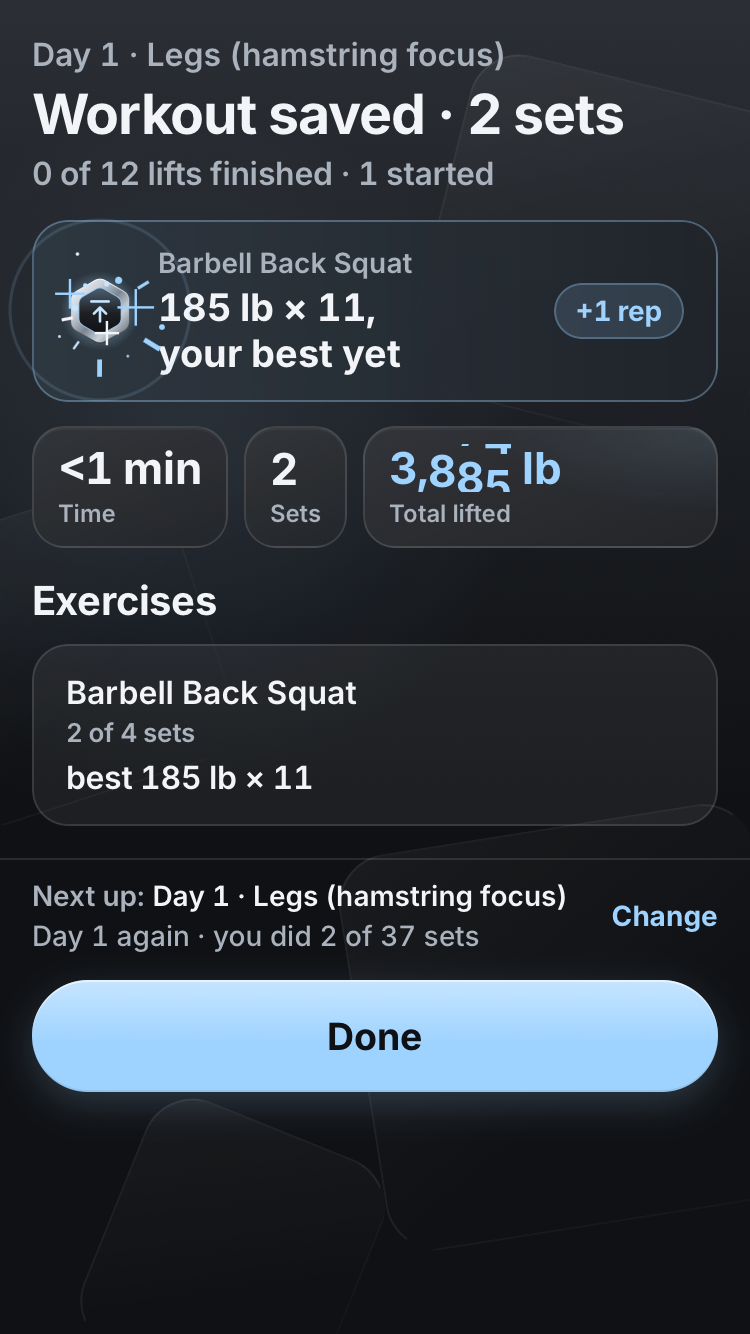 Day 1 · Legs (hamstring focus)
Workout saved · 2 sets
0 of 12 lifts finished · 1 started
Barbell Back Squat
185 lb × 11,
your best yet
+1 rep
<1 min
Time
2
Sets
lb
Total lifted
Exercises
Barbell Back Squat
2 of 4 sets
best 185 lb × 11
Next up: Day 1 · Legs (hamstring focus)
Day 1 again · you did 2 of 37 sets
Change
Done